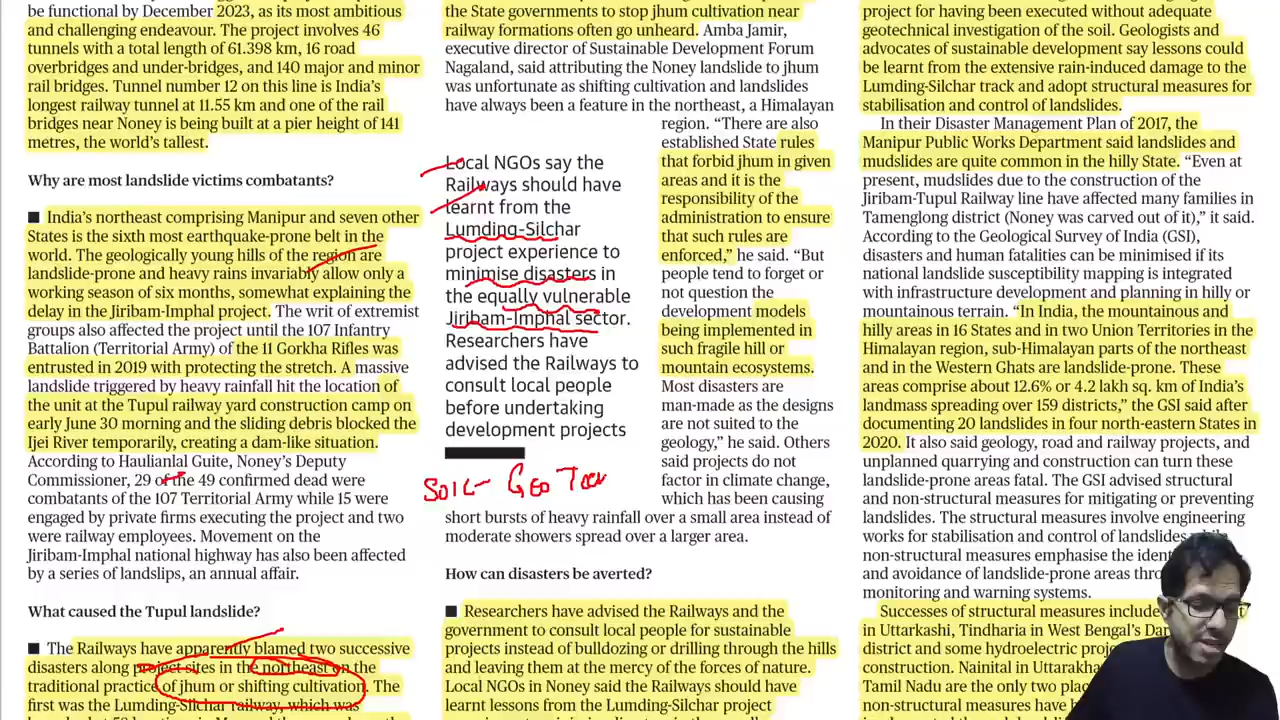 be functional by December 2023, as its most ambitious
and challenging endeavour. The project involves 46
tunnels with a total length of 61.398 km, 16 road
overbridges and under-bridges, and 140 major and minor
rail bridges. Tunnel number 12 on this line is India's
longest railway tunnel at 11.55 km and one of the rail
bridges near Noney is being built at a pier height of 141
metres, the world's tallest.
Why are most landslide victims combatants?
■ India's northeast comprising Manipur and seven other
States is the sixth most earthquake-prone belt in the
world. The geologically young hills of the region are
landslide-prone and heavy rains invariably allow only a
working season of six months, somewhat explaining the
delay in the Jiribam-Imphal project. The writ of extremist
groups also affected the project until the 107 Infantry
Battalion (Territorial Army) of the 11 Gorkha Rifles was
entrusted in 2019 with protecting the stretch. A massive
landslide triggered by heavy rainfall hit the location of
the unit at the Tupul railway yard construction camp on
early June 30 morning and the sliding debris blocked the
Ijei River temporarily, creating a dam-like situation.
According to Haulianlal Guite, Noney's Deputy
Commissioner, 29 of the 49 confirmed dead were
combatants of the 107 Territorial Army while 15 were
engaged by private firms executing the project and two
were railway employees. Movement on the
Jiribam-Imphal national highway has also been affected
by a series of landslips, an annual affair.
What caused the Tupul landslide?
■ The Railways have apparently blamed two successive
disasters along project sites in the northeast on the
traditional practice of jhum or shifting cultivation. The
first was the Lumding-Silchar railway, which was
the State governments to stop jhum cultivation near
railway formations often go unheard. Amba Jamir,
executive director of Sustainable Development Forum
Nagaland, said attributing the Noney landslide to jhum
was unfortunate as shifting cultivation and landslides
have always been a feature in the northeast, a Himalayan
region. "There are also
established State rules
that forbid jhum in given
areas and it is the
responsibility of the
administration to ensure
that such rules are
enforced," he said. "But
people tend to forget or
not question the
development models
being implemented in
such fragile hill or
mountain ecosystems.
Most disasters are
man-made as the designs
are not suited to the
geology," he said. Others
said projects do not
factor in climate change,
which has been causing
short bursts of heavy rainfall over a small area instead of
moderate showers spread over a larger area.
Local NGOs say the
Railways should have
learnt from the
Lumding-Silchar
project experience to
minimise disasters in
the equally vulnerable
Jiribam-Imphal sector.
Researchers have
advised the Railways to
consult local people
before undertaking
development projects
SOIL- GEO
How can disasters be averted?
■ Researchers have advised the Railways and the
government to consult local people for sustainable
projects instead of bulldozing or drilling through the hills
and leaving them at the mercy of the forces of nature.
Local NGOs in Noney said the Railways should have
learnt lessons from the Lumding-Silchar project
project for having been executed without adequate
geotechnical investigation of the soil. Geologists and
advocates of sustainable development say lessons could
be learnt from the extensive rain-induced damage to the
Lumding-Silchar track and adopt structural measures for
stabilisation and control of landslides.
In their Disaster Management Plan of 2017, the
Manipur Public Works Department said landslides and
mudslides are quite common in the hilly State. "Even at
present, mudslides due to the construction of the
Jiribam-Tupul Railway line have affected many families in
Tamenglong district (Noney was carved out of it)," it said.
According to the Geological Survey of India (GSI),
disasters and human fatalities can be minimised if its
national landslide susceptibility mapping is integrated
with infrastructure development and planning in hilly or
mountainous terrain. "In India, the mountainous and
hilly areas in 16 States and in two Union Territories in the
Himalayan region, sub-Himalayan parts of the northeast
and in the Western Ghats are landslide-prone. These
areas comprise about 12.6% or 4.2 lakh sq. km of India's
landmass spreading over 159 districts," the GSI said after
documenting 20 landslides in four north-eastern States in
2020. It also said geology, road and railway projects, and
unplanned quarrying and construction can turn these
landslide-prone areas fatal. The GSI advised structural
and non-structural measures for mitigating or preventing
landslides. The structural measures involve engineering
works for stabilisation and control of landslides while
non-structural measures emphasise the
and avoidance of landslide-prone areas
monitoring and warning systems.
Successes of structural measures include
in Uttarkashi, Tindharia in West Bengal's
district and some hydroelectric
construction. Nainital in
Tamil Nadu are the only two